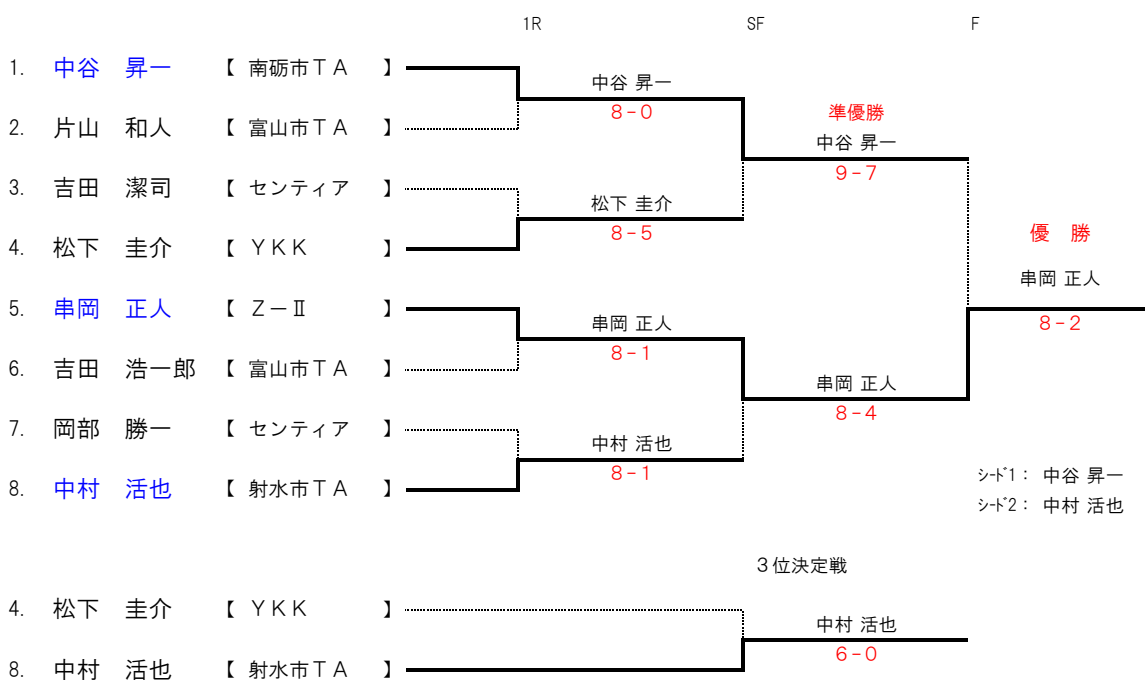 1R SF F
1. 中谷 昇一 【 南砺市ＴＡ 】
中谷 昇一
8-0
準優勝
2. 片山 和人 【 富山市ＴＡ 】
中谷 昇一
9-7
3. 吉田 潔司 【 センティア 】
松下 圭介
8-5
優 勝
4. 松下 圭介 【 ＹＫＫ 】
串岡 正人
8-2
5. 串岡 正人 【 Ｚ－Ⅱ 】
串岡 正人
8-1
6. 吉田 浩一郎 【 富山市ＴＡ 】
串岡 正人
8-4
7. 岡部 勝一 【 センティア 】
中村 活也
8-1
8. 中村 活也 【 射水市ＴＡ 】
ｼｰﾄﾞ1： 中谷 昇一
ｼｰﾄﾞ2： 中村 活也
３位決定戦
4. 松下 圭介 【 ＹＫＫ 】
中村 活也
6-0
8. 中村 活也 【 射水市ＴＡ 】